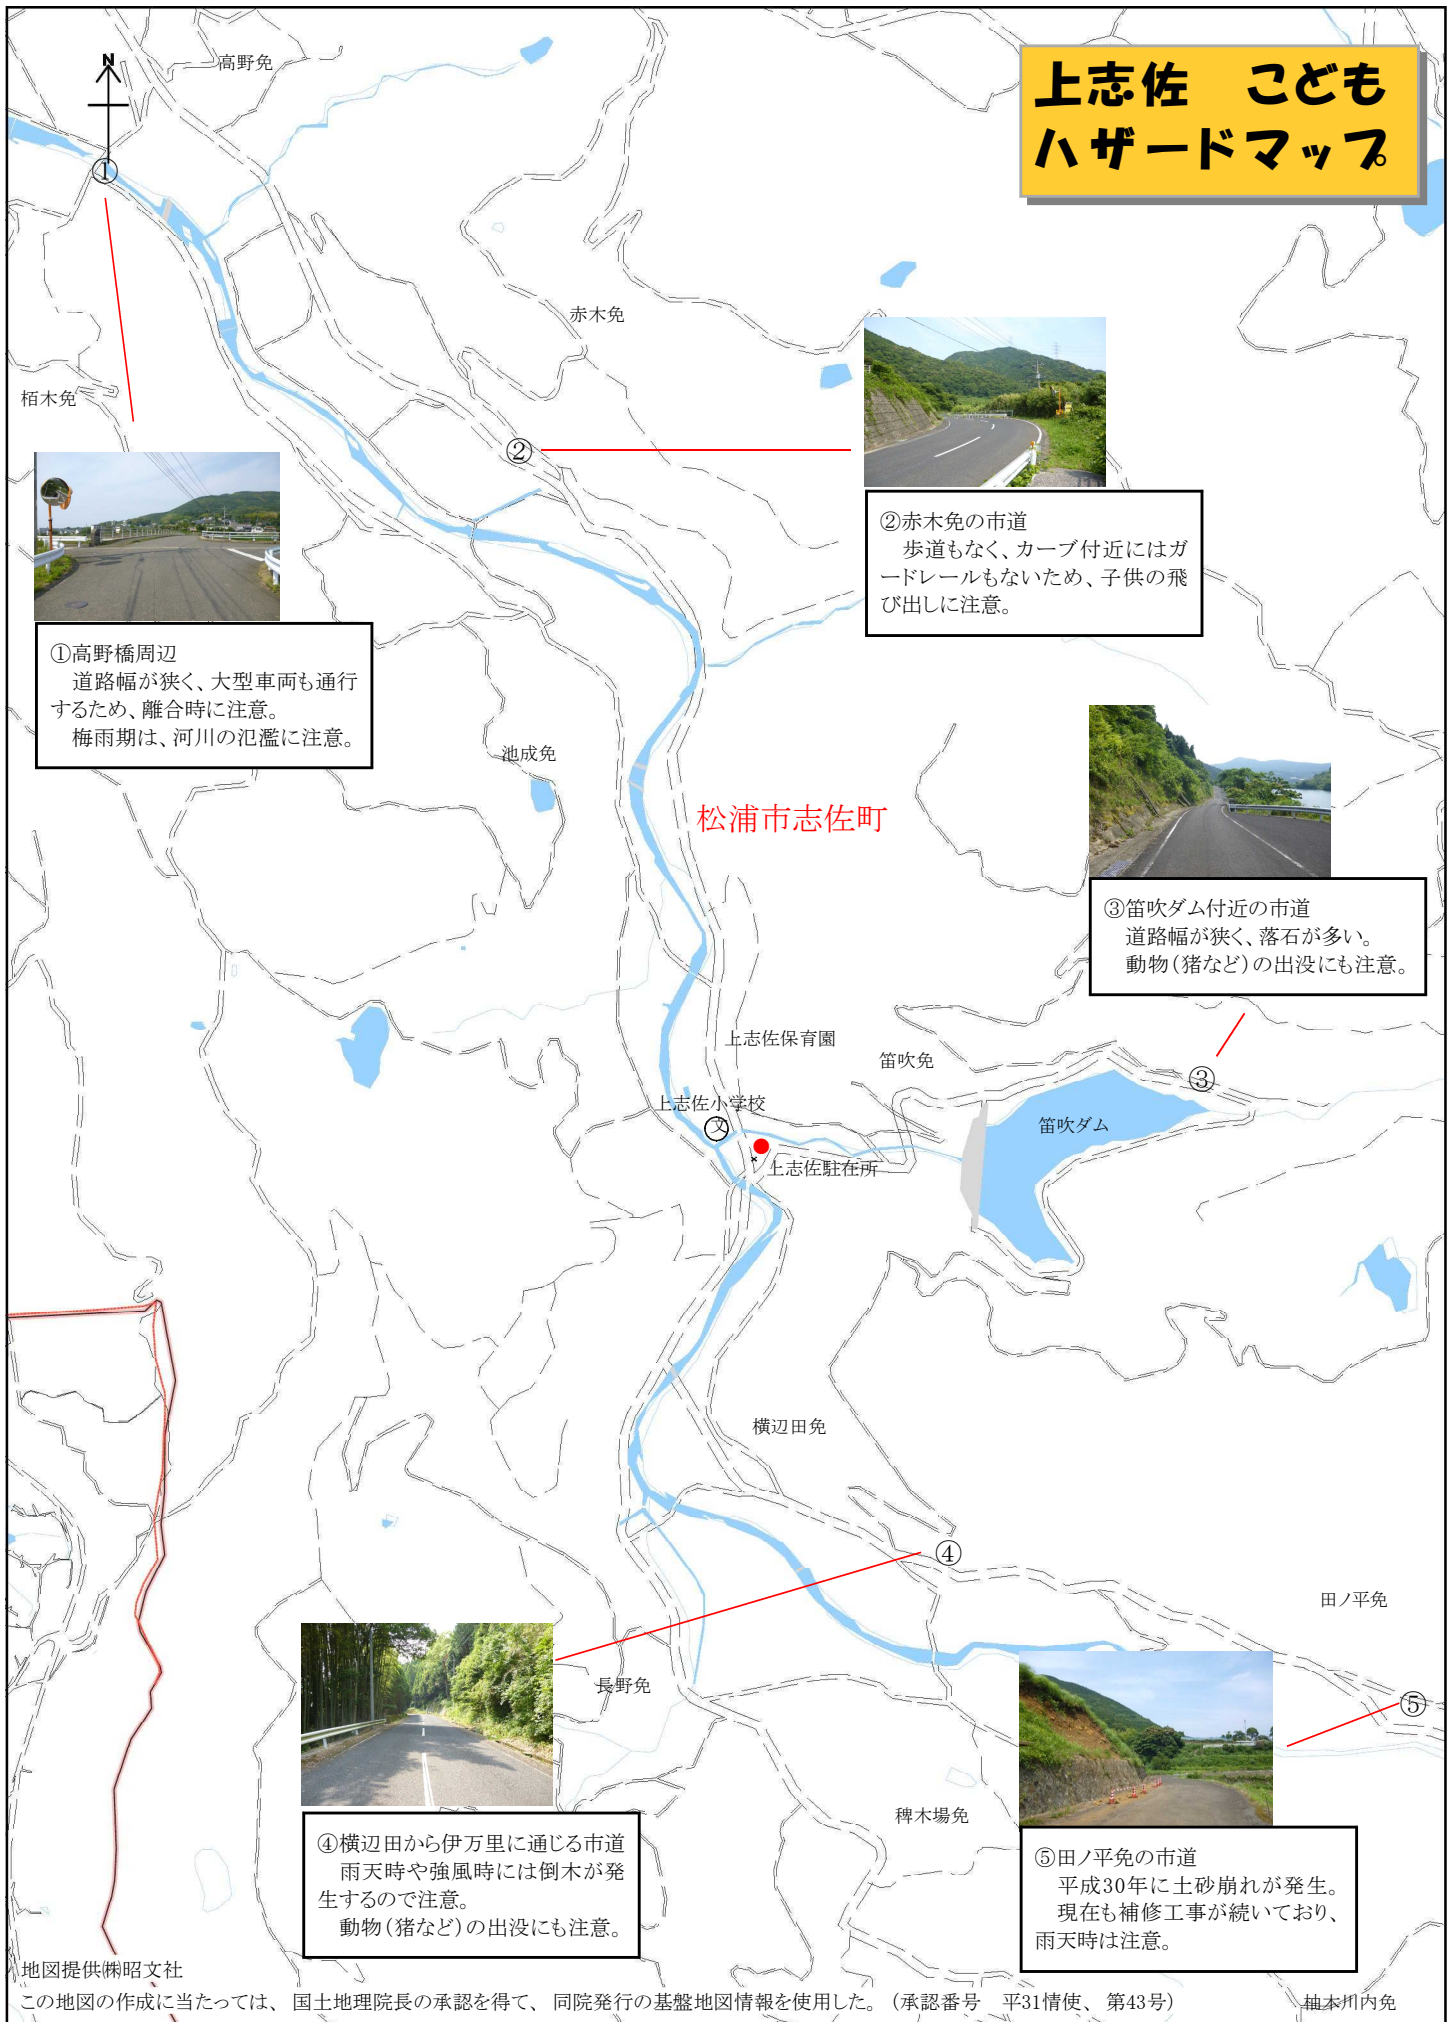 上志佐　こども
ハザードマップ
N
高野免
①
赤木免
栢木免
②
②赤木免の市道
歩道もなく、カーブ付近にはガ
ードレールもないため、子供の飛
び出しに注意。
①高野橋周辺
道路幅が狭く、大型車両も通行
するため、離合時に注意。
梅雨期は、河川の氾濫に注意。
池成免
松浦市志佐町
③笛吹ダム付近の市道
道路幅が狭く、落石が多い。
動物(猪など)の出没にも注意。
上志佐保育園
笛吹免
③
上志佐小学校
文
笛吹ダム
上志佐駐在所
横辺田免
④
田ノ平免
長野免
⑤
稗木場免
④横辺田から伊万里に通じる市道
雨天時や強風時には倒木が発
生するので注意。
動物(猪など)の出没にも注意。
⑤田ノ平免の市道
平成30年に土砂崩れが発生。
現在も補修工事が続いており、
雨天時は注意。
地図提供㈱昭文社
この地図の作成に当たっては、国土地理院長の承認を得て、同院発行の基盤地図情報を使用した。(承認番号　平31情使、第43号)
柚木川内免